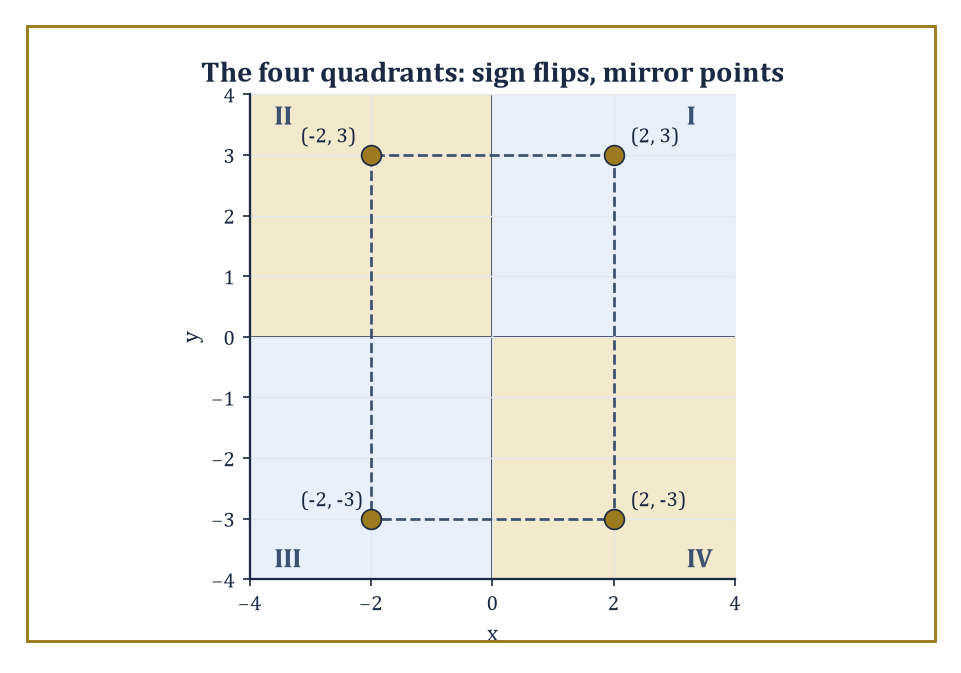 The four quadrants: sign flips, mirror points
4
II
I
(-2, 3)
(2, 3)
3
2
1
y
0
−1
−2
(-2, -3)
(2, -3)
−3
III
IV
−4
−4
−2
0
2
4
x